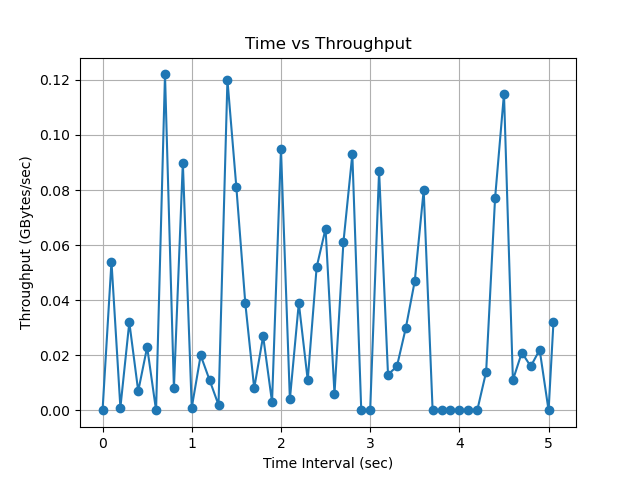 Time vs Throughput
Throughput (GBytes/sec)
0.12
0.10
0.08
0.06
0.04
0.02
0.00
0 1 2 3 4 5
Time Interval (sec)